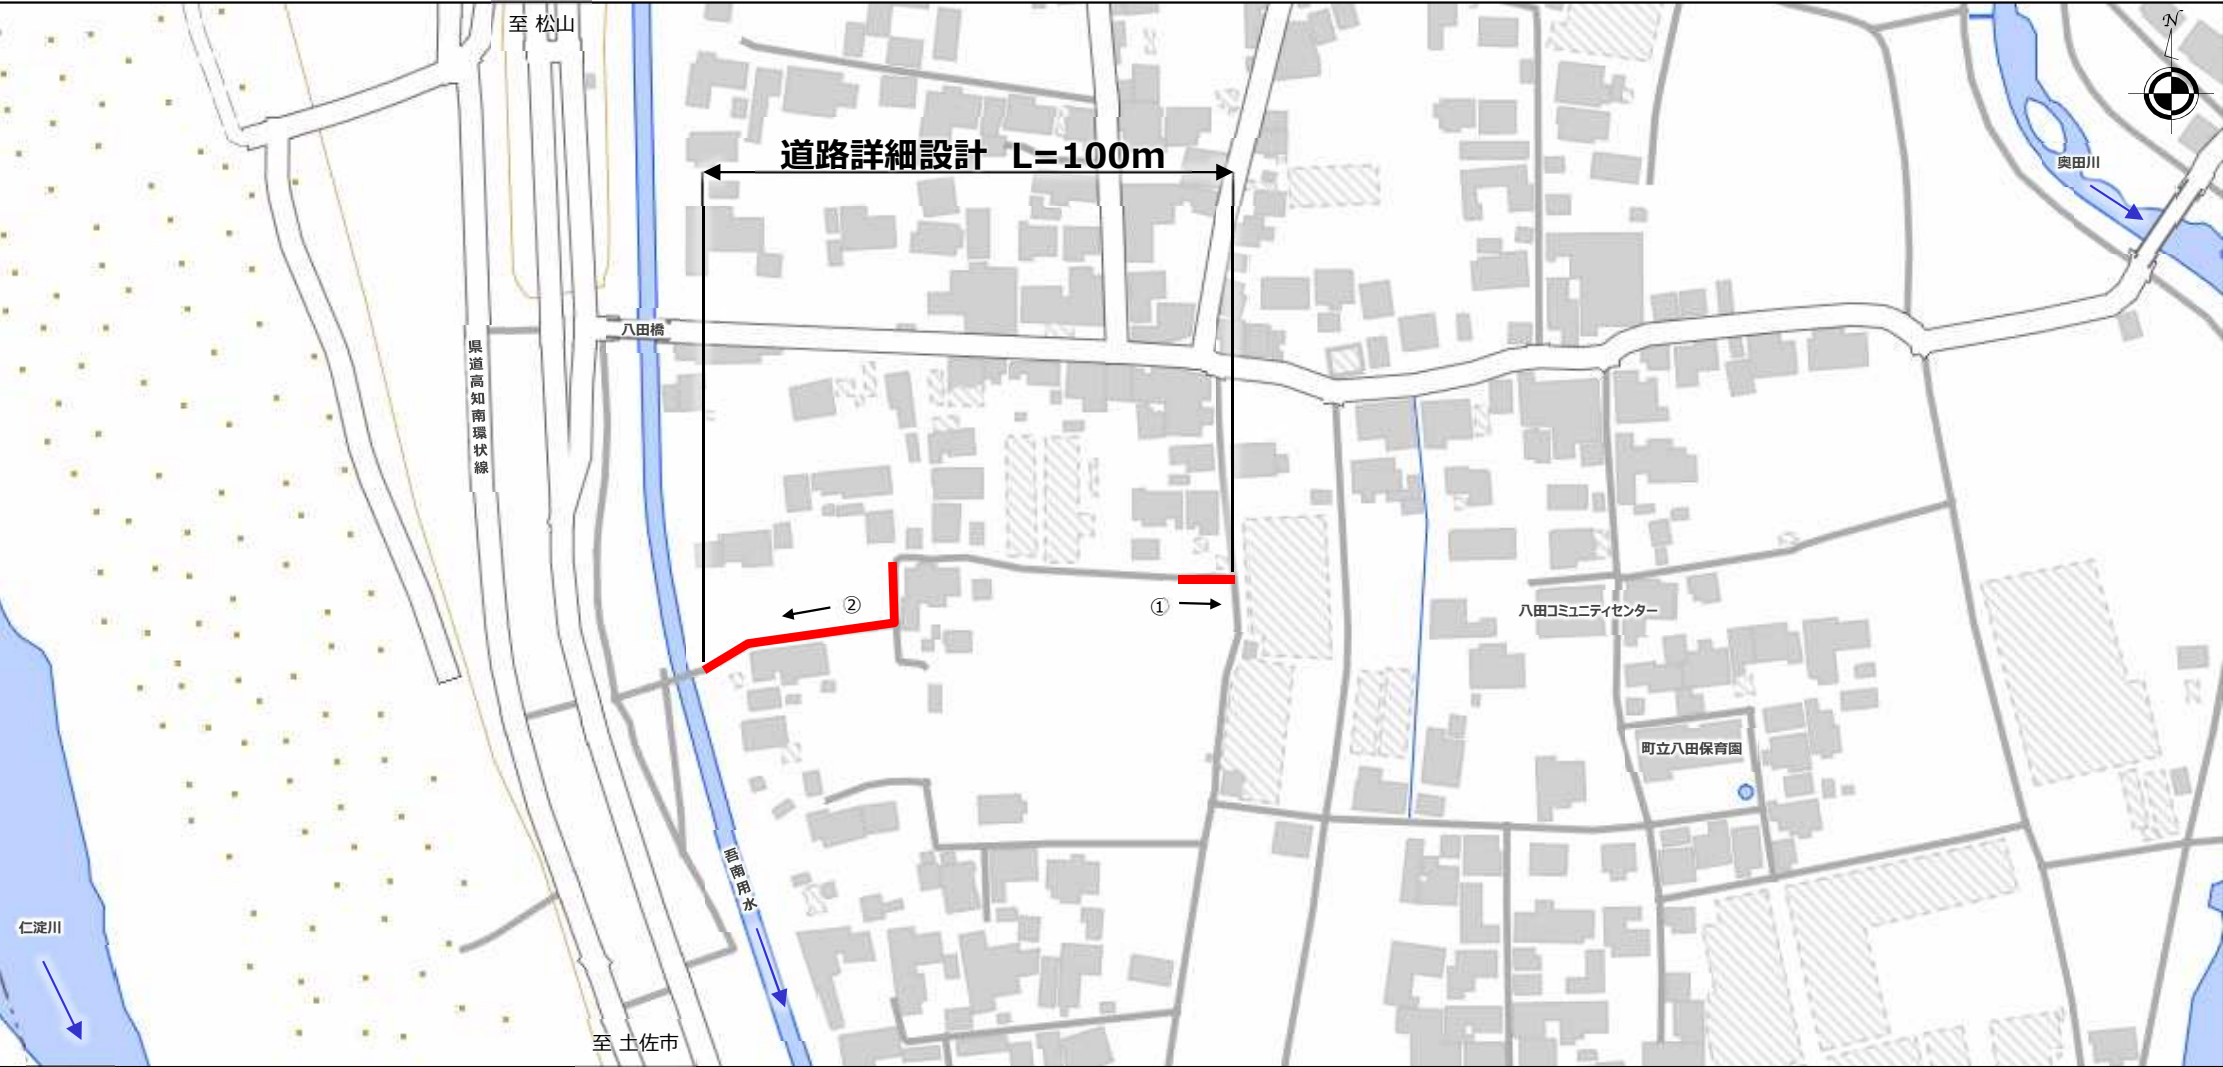 至 松山
N
道路詳細設計 L=100m
奥田川
八田橋
県道高知南環状線
②
①
八田コミュニティセンター
町立八田保育園
吾南用水
仁淀川
至 土佐市